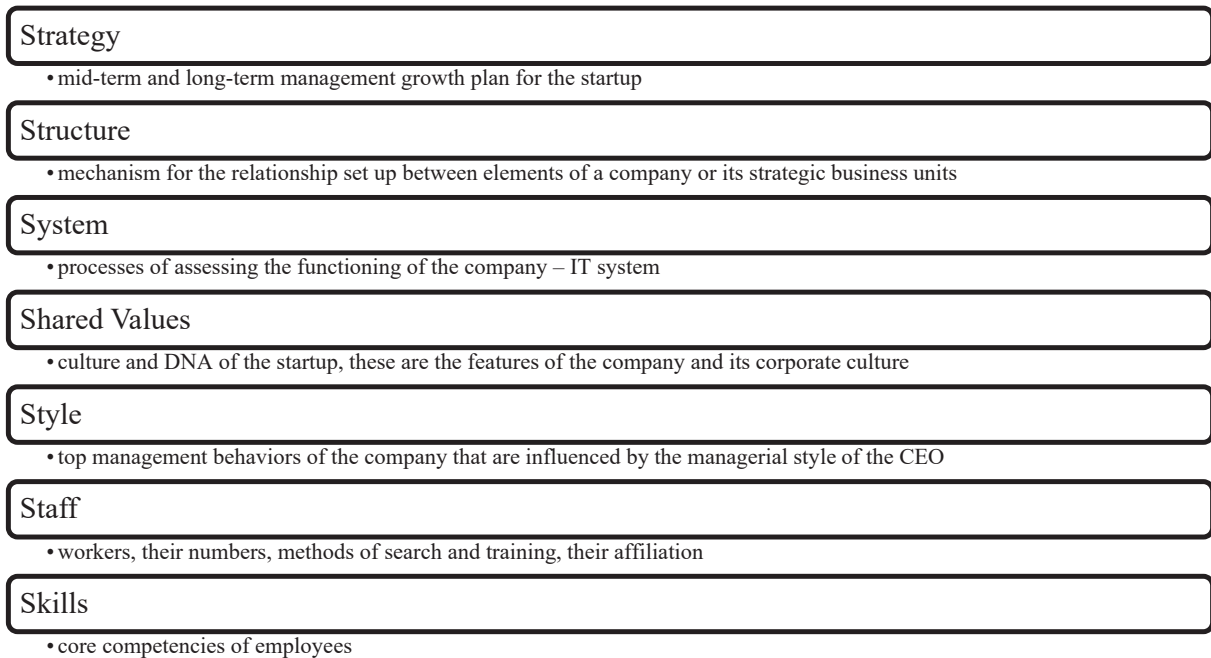 Strategy
• mid-term and long-term management growth plan for the startup
Structure
• mechanism for the relationship set up between elements of a company or its strategic business units
System
• processes of assessing the functioning of the company – IT system
Shared Values
• culture and DNA of the startup, these are the features of the company and its corporate culture
Style
• top management behaviors of the company that are influenced by the managerial style of the CEO
Staff
• workers, their numbers, methods of search and training, their affiliation
Skills
• core competencies of employees